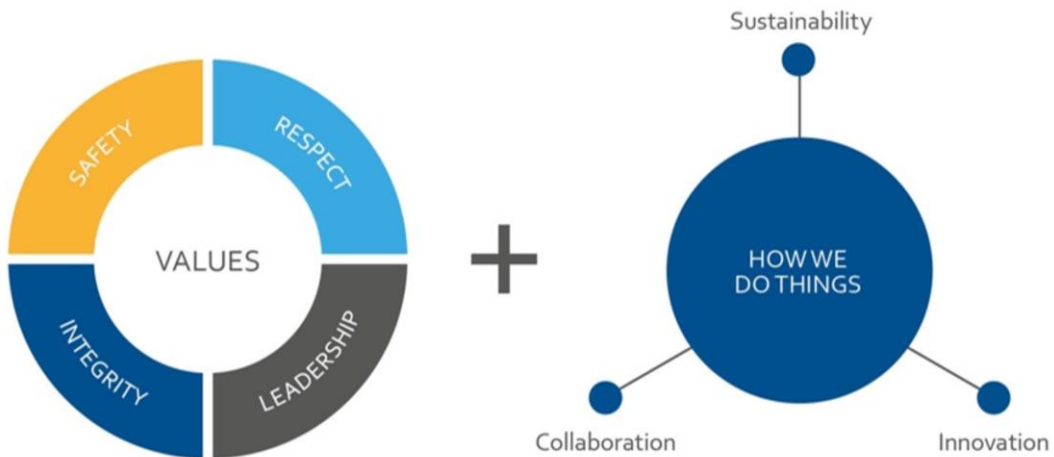 Sustainability
SAFETY
RESPECT
VALUES
+
HOW WE
DO THINGS
INTEGRITY
LEADERSHIP
Collaboration
Innovation